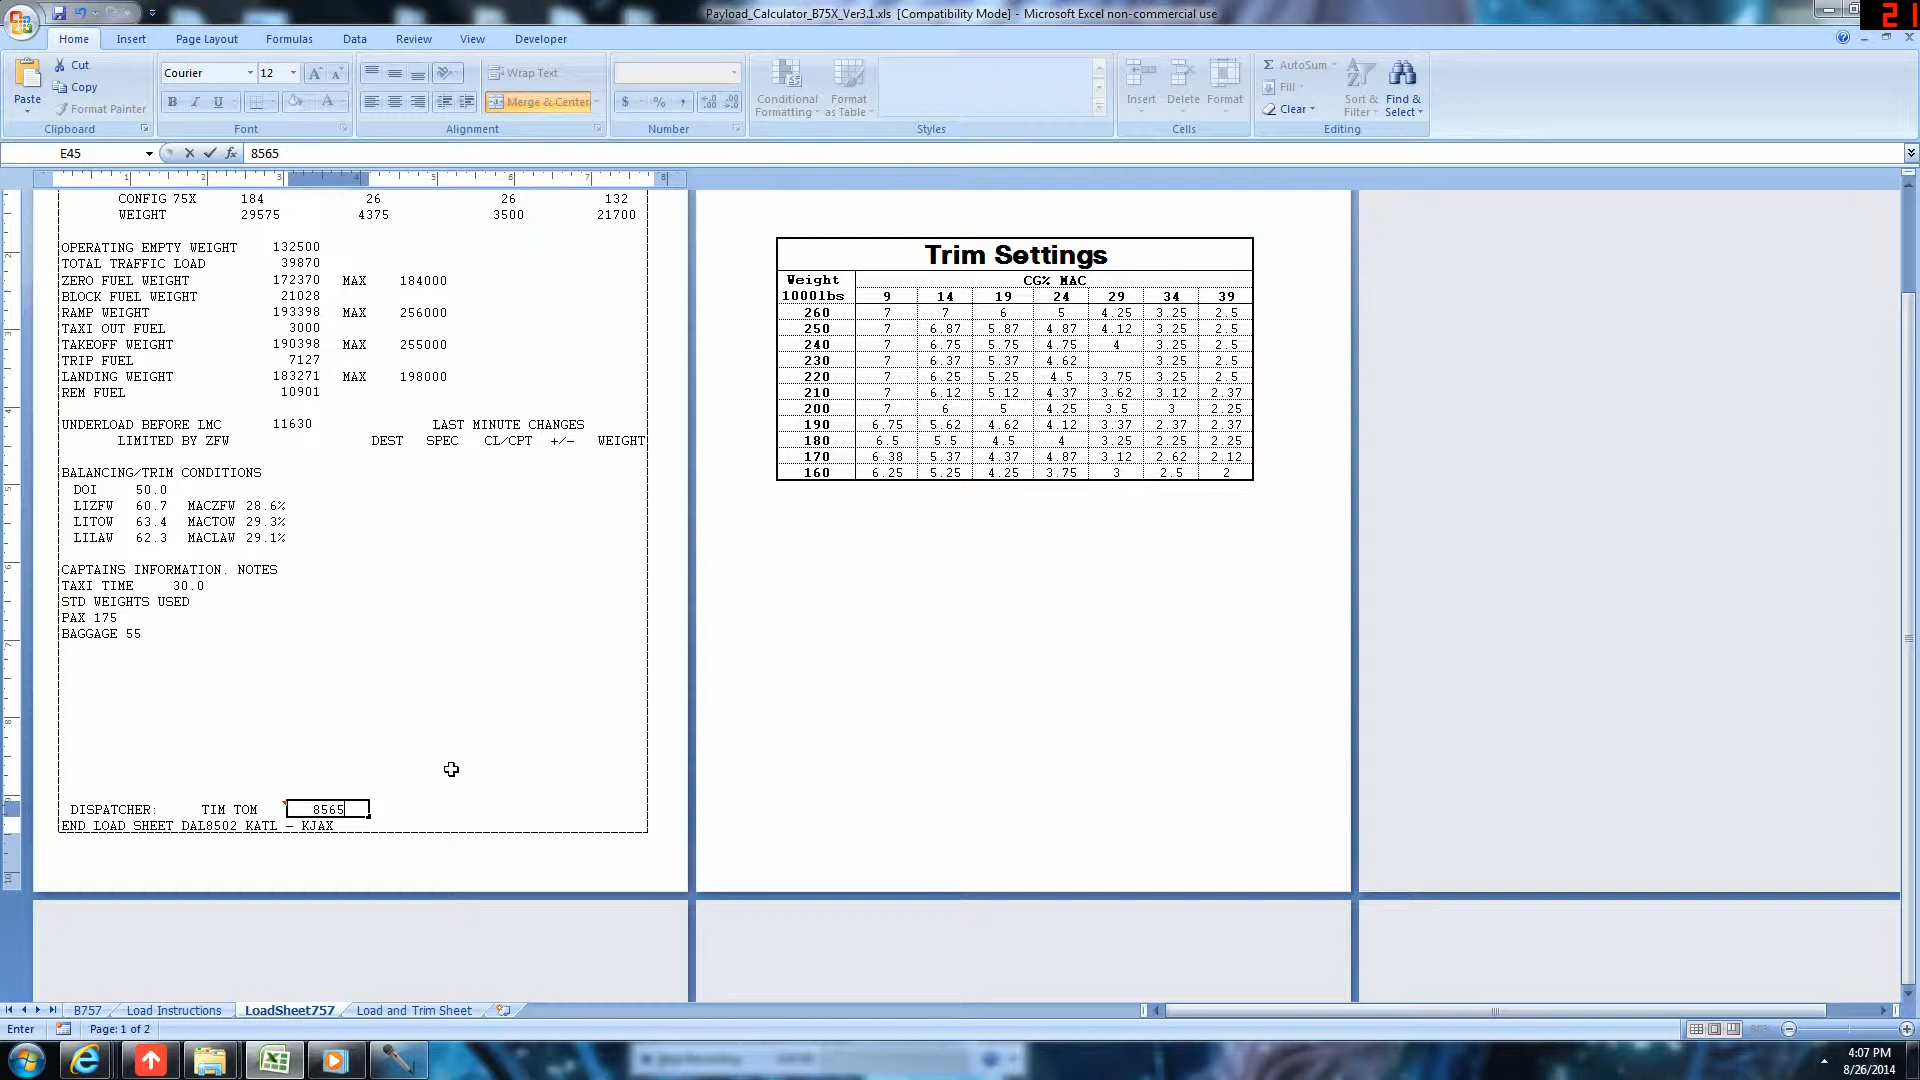 Payload_Calculator_B75X_Ver3.1.xls [Compatibility Mode] - Microsoft Excel non-commercial use
21
Home Insert Page Layout Formulas Data Review View Developer
Paste
Cut
Copy
Format Painter
Clipboard
Courier 12
B I U
Font
Wrap Text
Merge & Center
Alignment
$ % ,
Number
Conditional Formatting
Format as Table
Styles
Insert Delete Format
Cells
AutoSum
Fill
Clear
Sort & Filter
Find & Select
Editing
E45 fx 8565
1 2 3 4 5 6 7 8
CONFIG 75X 184 26 26 132
WEIGHT 29575 4375 3500 21700
OPERATING EMPTY WEIGHT 132500
TOTAL TRAFFIC LOAD 39870
ZERO FUEL WEIGHT 172370 MAX 184000
BLOCK FUEL WEIGHT 21028
RAMP WEIGHT 193398 MAX 256000
TAXI OUT FUEL 3000
TAKEOFF WEIGHT 190398 MAX 255000
TRIP FUEL 7127
LANDING WEIGHT 183271 MAX 198000
REM FUEL 10901
UNDERLOAD BEFORE LMC 11630 LAST MINUTE CHANGES
LIMITED BY ZFW DEST SPEC CL/CPT +/- WEIGHT
BALANCING/TRIM CONDITIONS
DOI 50.0
LIZFW 60.7 MACZFW 28.6%
LITOW 63.4 MACTOW 29.3%
LILAW 62.3 MACLAW 29.1%
CAPTAINS INFORMATION. NOTES
TAXI TIME 30.0
STD WEIGHTS USED
PAX 175
BAGGAGE 55
DISPATCHER: TIM TOM 8565
END LOAD SHEET DAL8502 KATL - KJAX
Trim Settings
Weight CG% MAC
1000lbs 9 14 19 24 29 34 39
260 7 7 6 5 4.25 3.25 2.5
250 7 6.87 5.87 4.87 4.12 3.25 2.5
240 7 6.75 5.75 4.75 4 3.25 2.5
230 7 6.37 5.37 4.62 3.25 2.5
220 7 6.25 5.25 4.5 3.75 3.25 2.5
210 7 6.12 5.12 4.37 3.62 3.12 2.37
200 7 6 5 4.25 3.5 3 2.25
190 6.75 5.62 4.62 4.12 3.37 2.37 2.37
180 6.5 5.5 4.5 4 3.25 2.25 2.25
170 6.38 5.37 4.37 4.87 3.12 2.62 2.12
160 6.25 5.25 4.25 3.75 3 2.5 2
B757 Load Instructions LoadSheet757 Load and Trim Sheet
Enter Page: 1 of 2
4:07 PM
8/26/2014